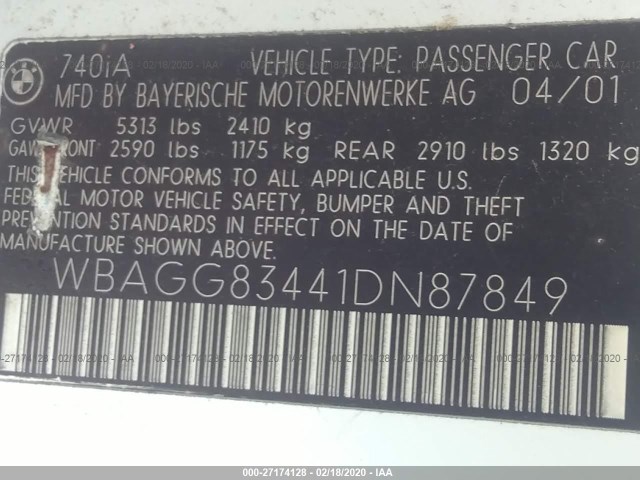 BMW
740iA VEHICLE TYPE: PASSENGER CAR
MFD BY BAYERISCHE MOTORENWERKE AG 04/01
GVWR 5313 lbs 2410 kg
GAWR FRONT 2590 lbs 1175 kg REAR 2910 lbs 1320 kg
THIS VEHICLE CONFORMS TO ALL APPLICABLE U.S.
FEDERAL MOTOR VEHICLE SAFETY, BUMPER AND THEFT
PREVENTION STANDARDS IN EFFECT ON THE DATE OF
MANUFACTURE SHOWN ABOVE.
WBAGG83441DN87849
000-27174128 - 02/18/2020 - IAA